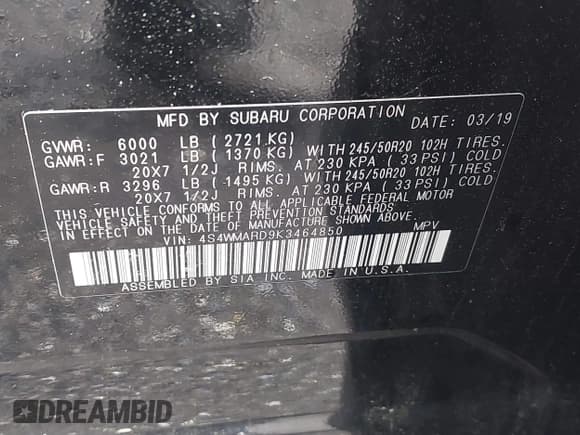 MFD BY SUBARU CORPORATION DATE: 03/19
GVWR: 6000 LB ( 2721 KG)
GAWR:F 3021 LB ( 1370 KG) WITH 245/50R20 102H TIRES.
20X7 1/2J RIMS. AT 230 KPA ( 33 PSI) COLD
GAWR:R 3296 LB ( 1495 KG) WITH 245/50R20 102H TIRES.
20X7 1/2J RIMS. AT 230 KPA ( 33 PSI) COLD
THIS VEHICLE CONFORMS TO ALL APPLICABLE FEDERAL MOTOR
VEHICLE SAFETY AND THEFT PREVENTION STANDARDS
IN EFFECT ON THE DATE OF MANUFACTURE SHOWN ABOVE.
VIN: 4S4WMARD9K3464850 MPV
ASSEMBLED BY SIA INC. MADE IN U.S.A.
DREAMBID